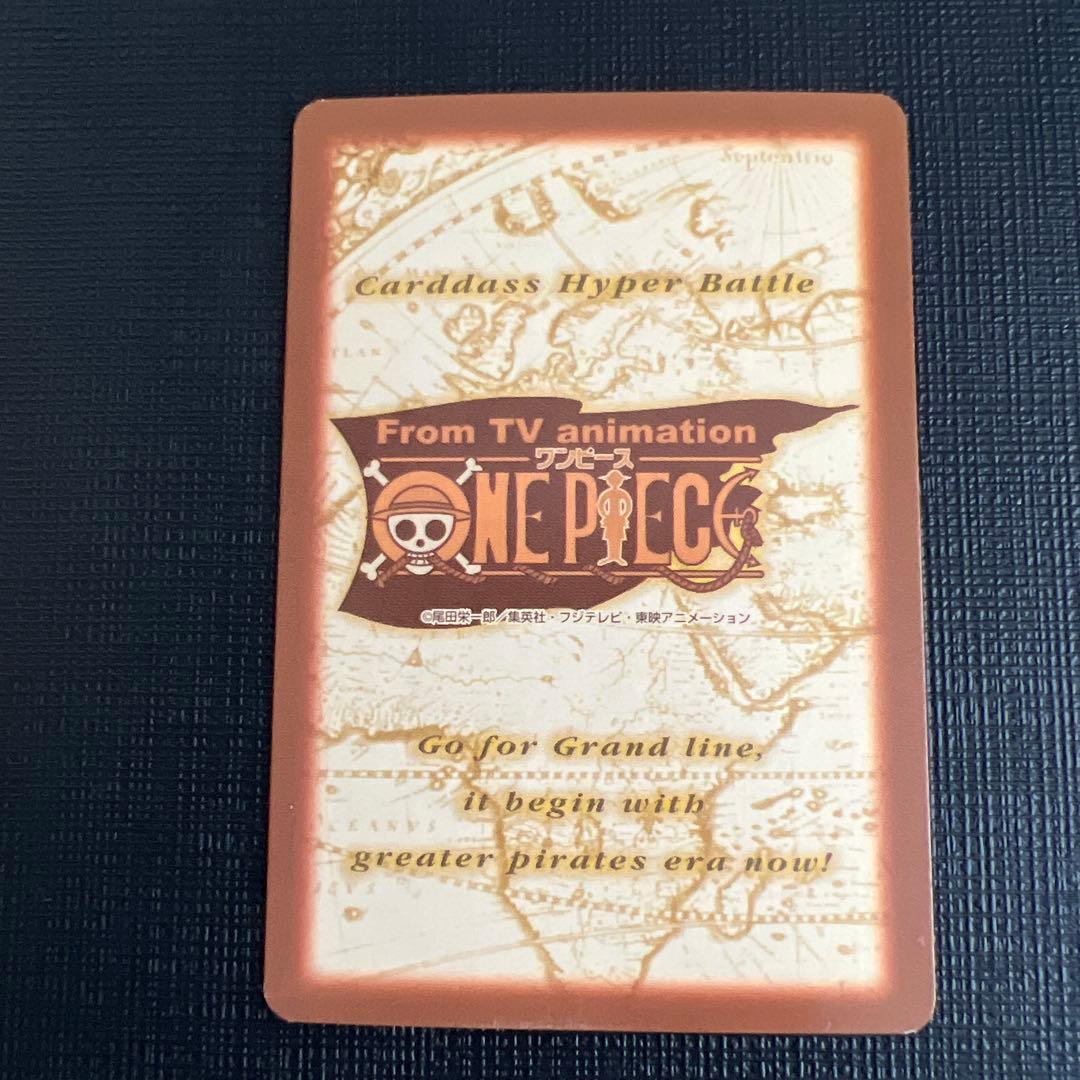 Septentrio
Carddass Hyper Battle
From TV animation
ワンピース
ONE PIECE
©尾田栄一郎/集英社・フジテレビ・東映アニメーション
Go for Grand line,
it begin with
greater pirates era now!